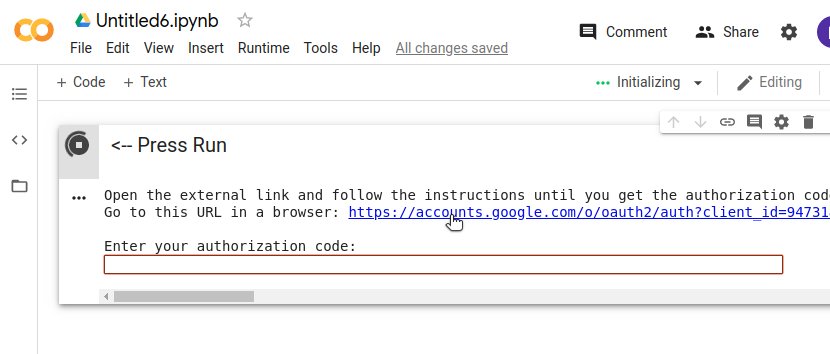 Untitled6.ipynb
File Edit View Insert Runtime Tools Help All changes saved
Comment Share
+ Code + Text
Initializing Editing
<-- Press Run
Open the external link and follow the instructions until you get the authorization cod
Go to this URL in a browser: https://accounts.google.com/o/oauth2/auth?client_id=94731
Enter your authorization code: